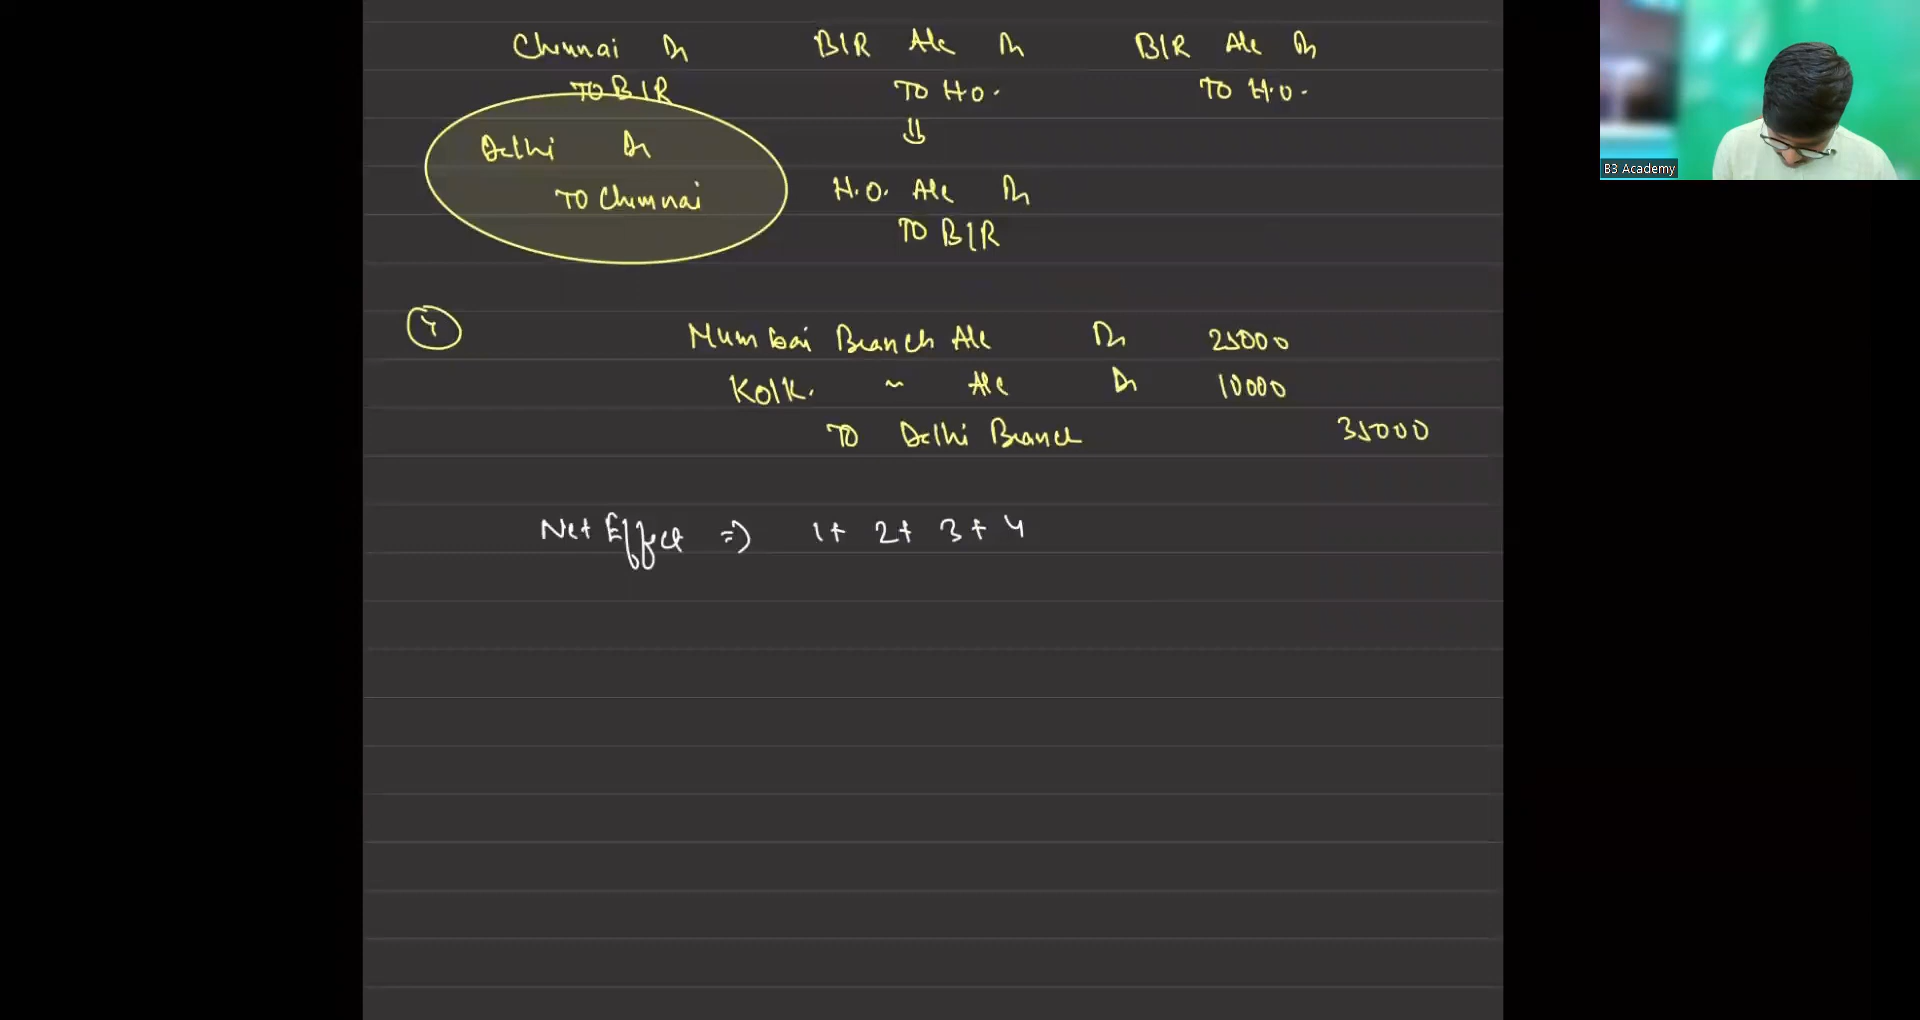 Chennai Dr
TO B/R
Delhi Dr
TO Chennai
B/R A/c Dr
TO H.O.
⇓
H.O. A/c Dr
TO B/R
B/R A/c Dr
TO H.O.
4
Mumbai Branch A/c Dr 25000
Kolk. ~ A/c Dr 10000
TO Delhi Branch 35000
Net Effect => 1+ 2+ 3+ 4
B3 Academy